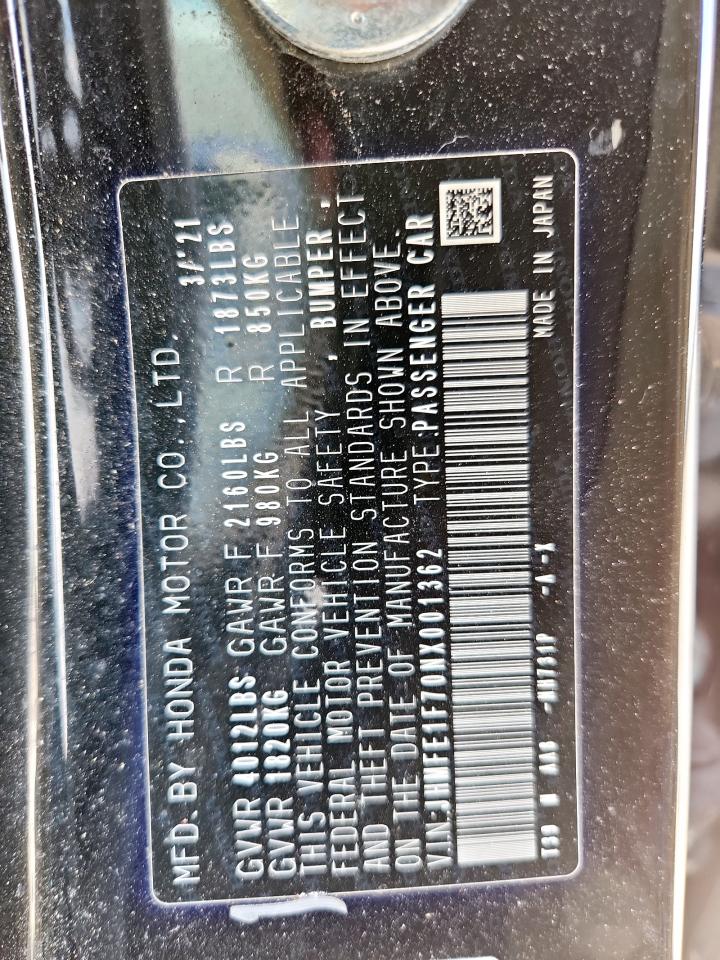 MFD. BY HONDA MOTOR CO., LTD. 3/'21
GVWR 4012LBS GAWR F 2160LBS R 1873LBS
GVWR 1820KG GAWR F 980KG R 850KG
THIS VEHICLE CONFORMS TO ALL APPLICABLE
FEDERAL MOTOR VEHICLE SAFETY , BUMPER ,
AND THEFT PREVENTION STANDARDS IN EFFECT
ON THE DATE OF MANUFACTURE SHOWN ABOVE.
V.I.N:JHMFE1F70NX001362 TYPE:PASSENGER CAR
-A-X MADE IN JAPAN